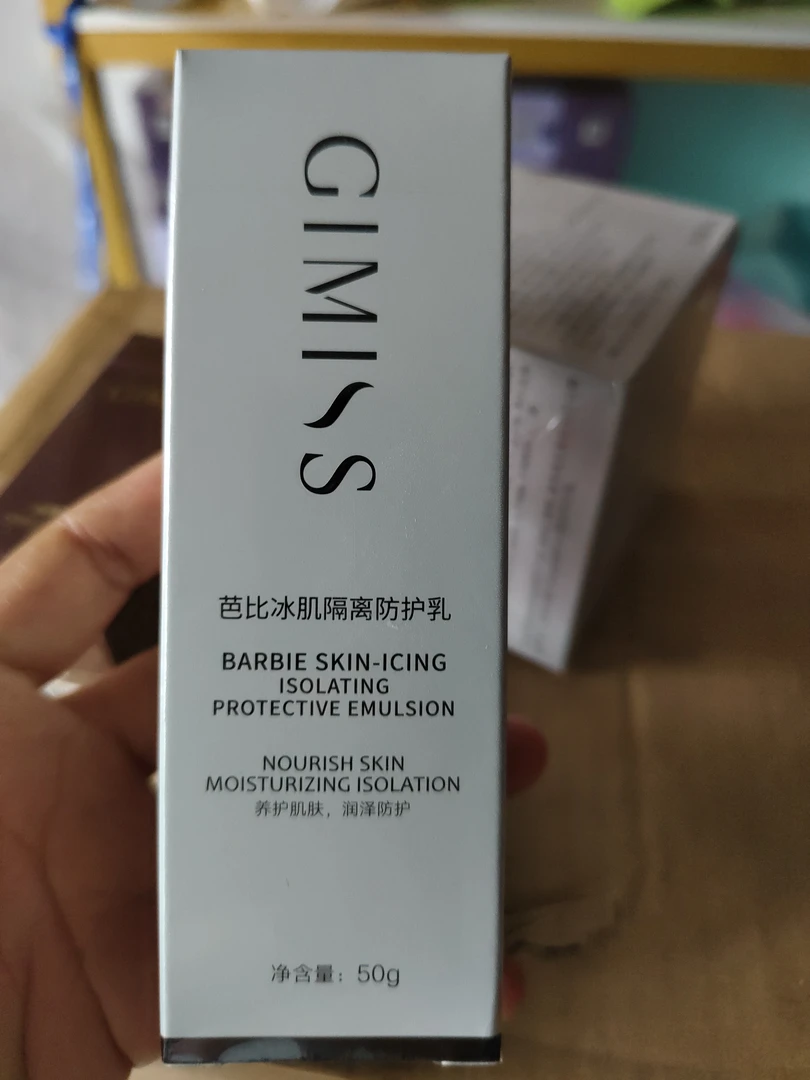 GIMISS
芭比冰肌隔离防护乳
BARBIE SKIN-ICING
ISOLATING
PROTECTIVE EMULSION
NOURISH SKIN
MOISTURIZING ISOLATION
养护肌肤，润泽防护
净含量：50g